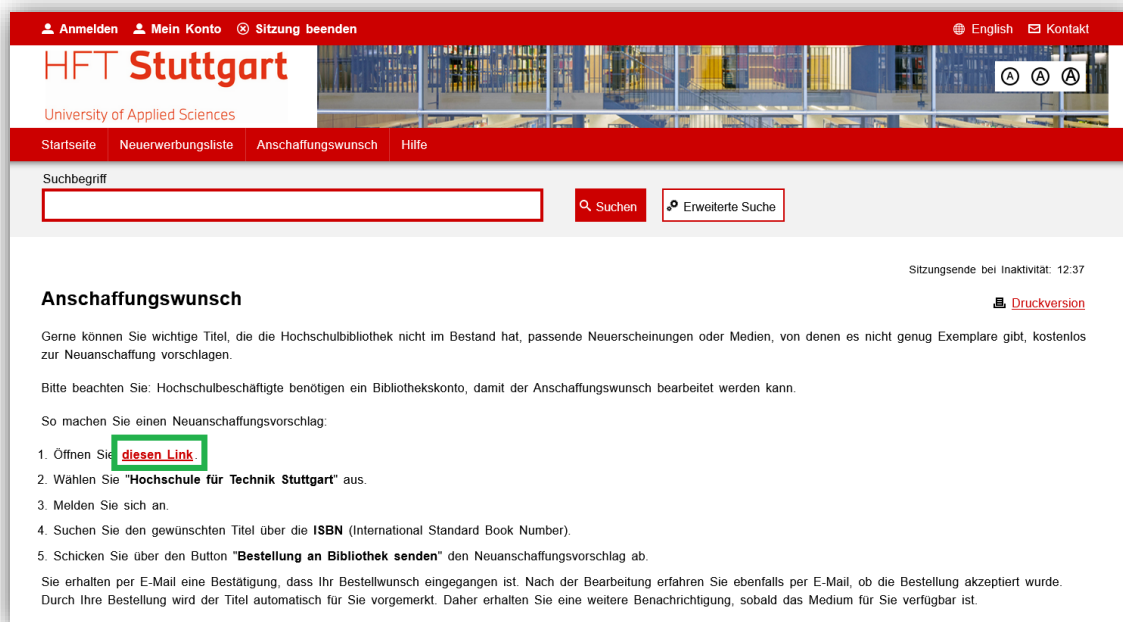 Anmelden Mein Konto Sitzung beenden English Kontakt
HFT Stuttgart
University of Applied Sciences
A A A
Startseite Neuerwerbungsliste Anschaffungswunsch Hilfe
Suchbegriff
Suchen Erweiterte Suche
Sitzungsende bei Inaktivität: 12:37
Anschaffungswunsch
Druckversion
Gerne können Sie wichtige Titel, die die Hochschulbibliothek nicht im Bestand hat, passende Neuerscheinungen oder Medien, von denen es nicht genug Exemplare gibt, kostenlos
zur Neuanschaffung vorschlagen.
Bitte beachten Sie: Hochschulbeschäftigte benötigen ein Bibliothekskonto, damit der Anschaffungswunsch bearbeitet werden kann.
So machen Sie einen Neuanschaffungsvorschlag:
1. Öffnen Sie diesen Link.
2. Wählen Sie "Hochschule für Technik Stuttgart" aus.
3. Melden Sie sich an.
4. Suchen Sie den gewünschten Titel über die ISBN (International Standard Book Number).
5. Schicken Sie über den Button "Bestellung an Bibliothek senden" den Neuanschaffungsvorschlag ab.
Sie erhalten per E-Mail eine Bestätigung, dass Ihr Bestellwunsch eingegangen ist. Nach der Bearbeitung erfahren Sie ebenfalls per E-Mail, ob die Bestellung akzeptiert wurde.
Durch Ihre Bestellung wird der Titel automatisch für Sie vorgemerkt. Daher erhalten Sie eine weitere Benachrichtigung, sobald das Medium für Sie verfügbar ist.